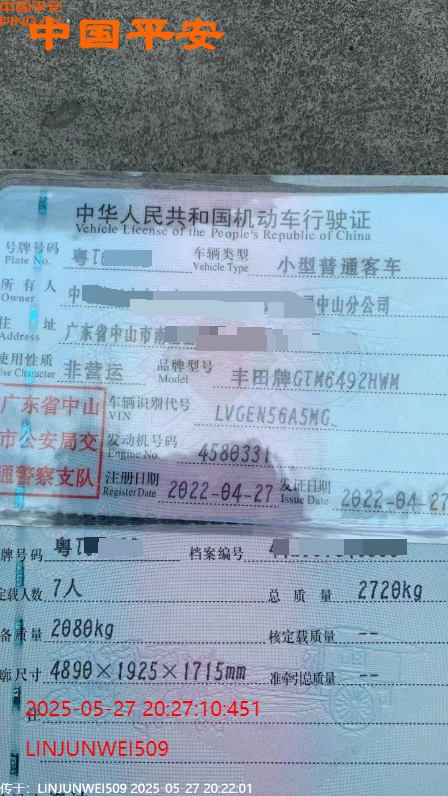 中国平安
PING AN
中国平安
中华人民共和国机动车行驶证
Vehicle License of the People's Republic of China
号牌号码 粤T 车辆类型 小型普通客车
Plate No. Vehicle Type
所有人 中 中山分公司
Owner
住址 广东省中山市南
Address
使用性质 非营运 品牌型号 丰田牌GTM6492HWM
Use Character Model
广东省中山 车辆识别代号 LVGEN56A5MG
VIN
市公安局交 发动机号码 4580331
Engine No.
通警察支队 注册日期 2022-04-27 发证日期 2022-04-27
Register Date Issue Date
号牌号码 粤T 档案编号
定载人数 7人 总质量 2720kg
备质量 2080kg 核定载质量 --
廓尺寸 4890×1925×1715mm 准牵引总质量 --
2025-05-27 20:27:10:451
注
LINJUNWEI509
传于：LINJUNWEI509 2025-05-27 20:22:01